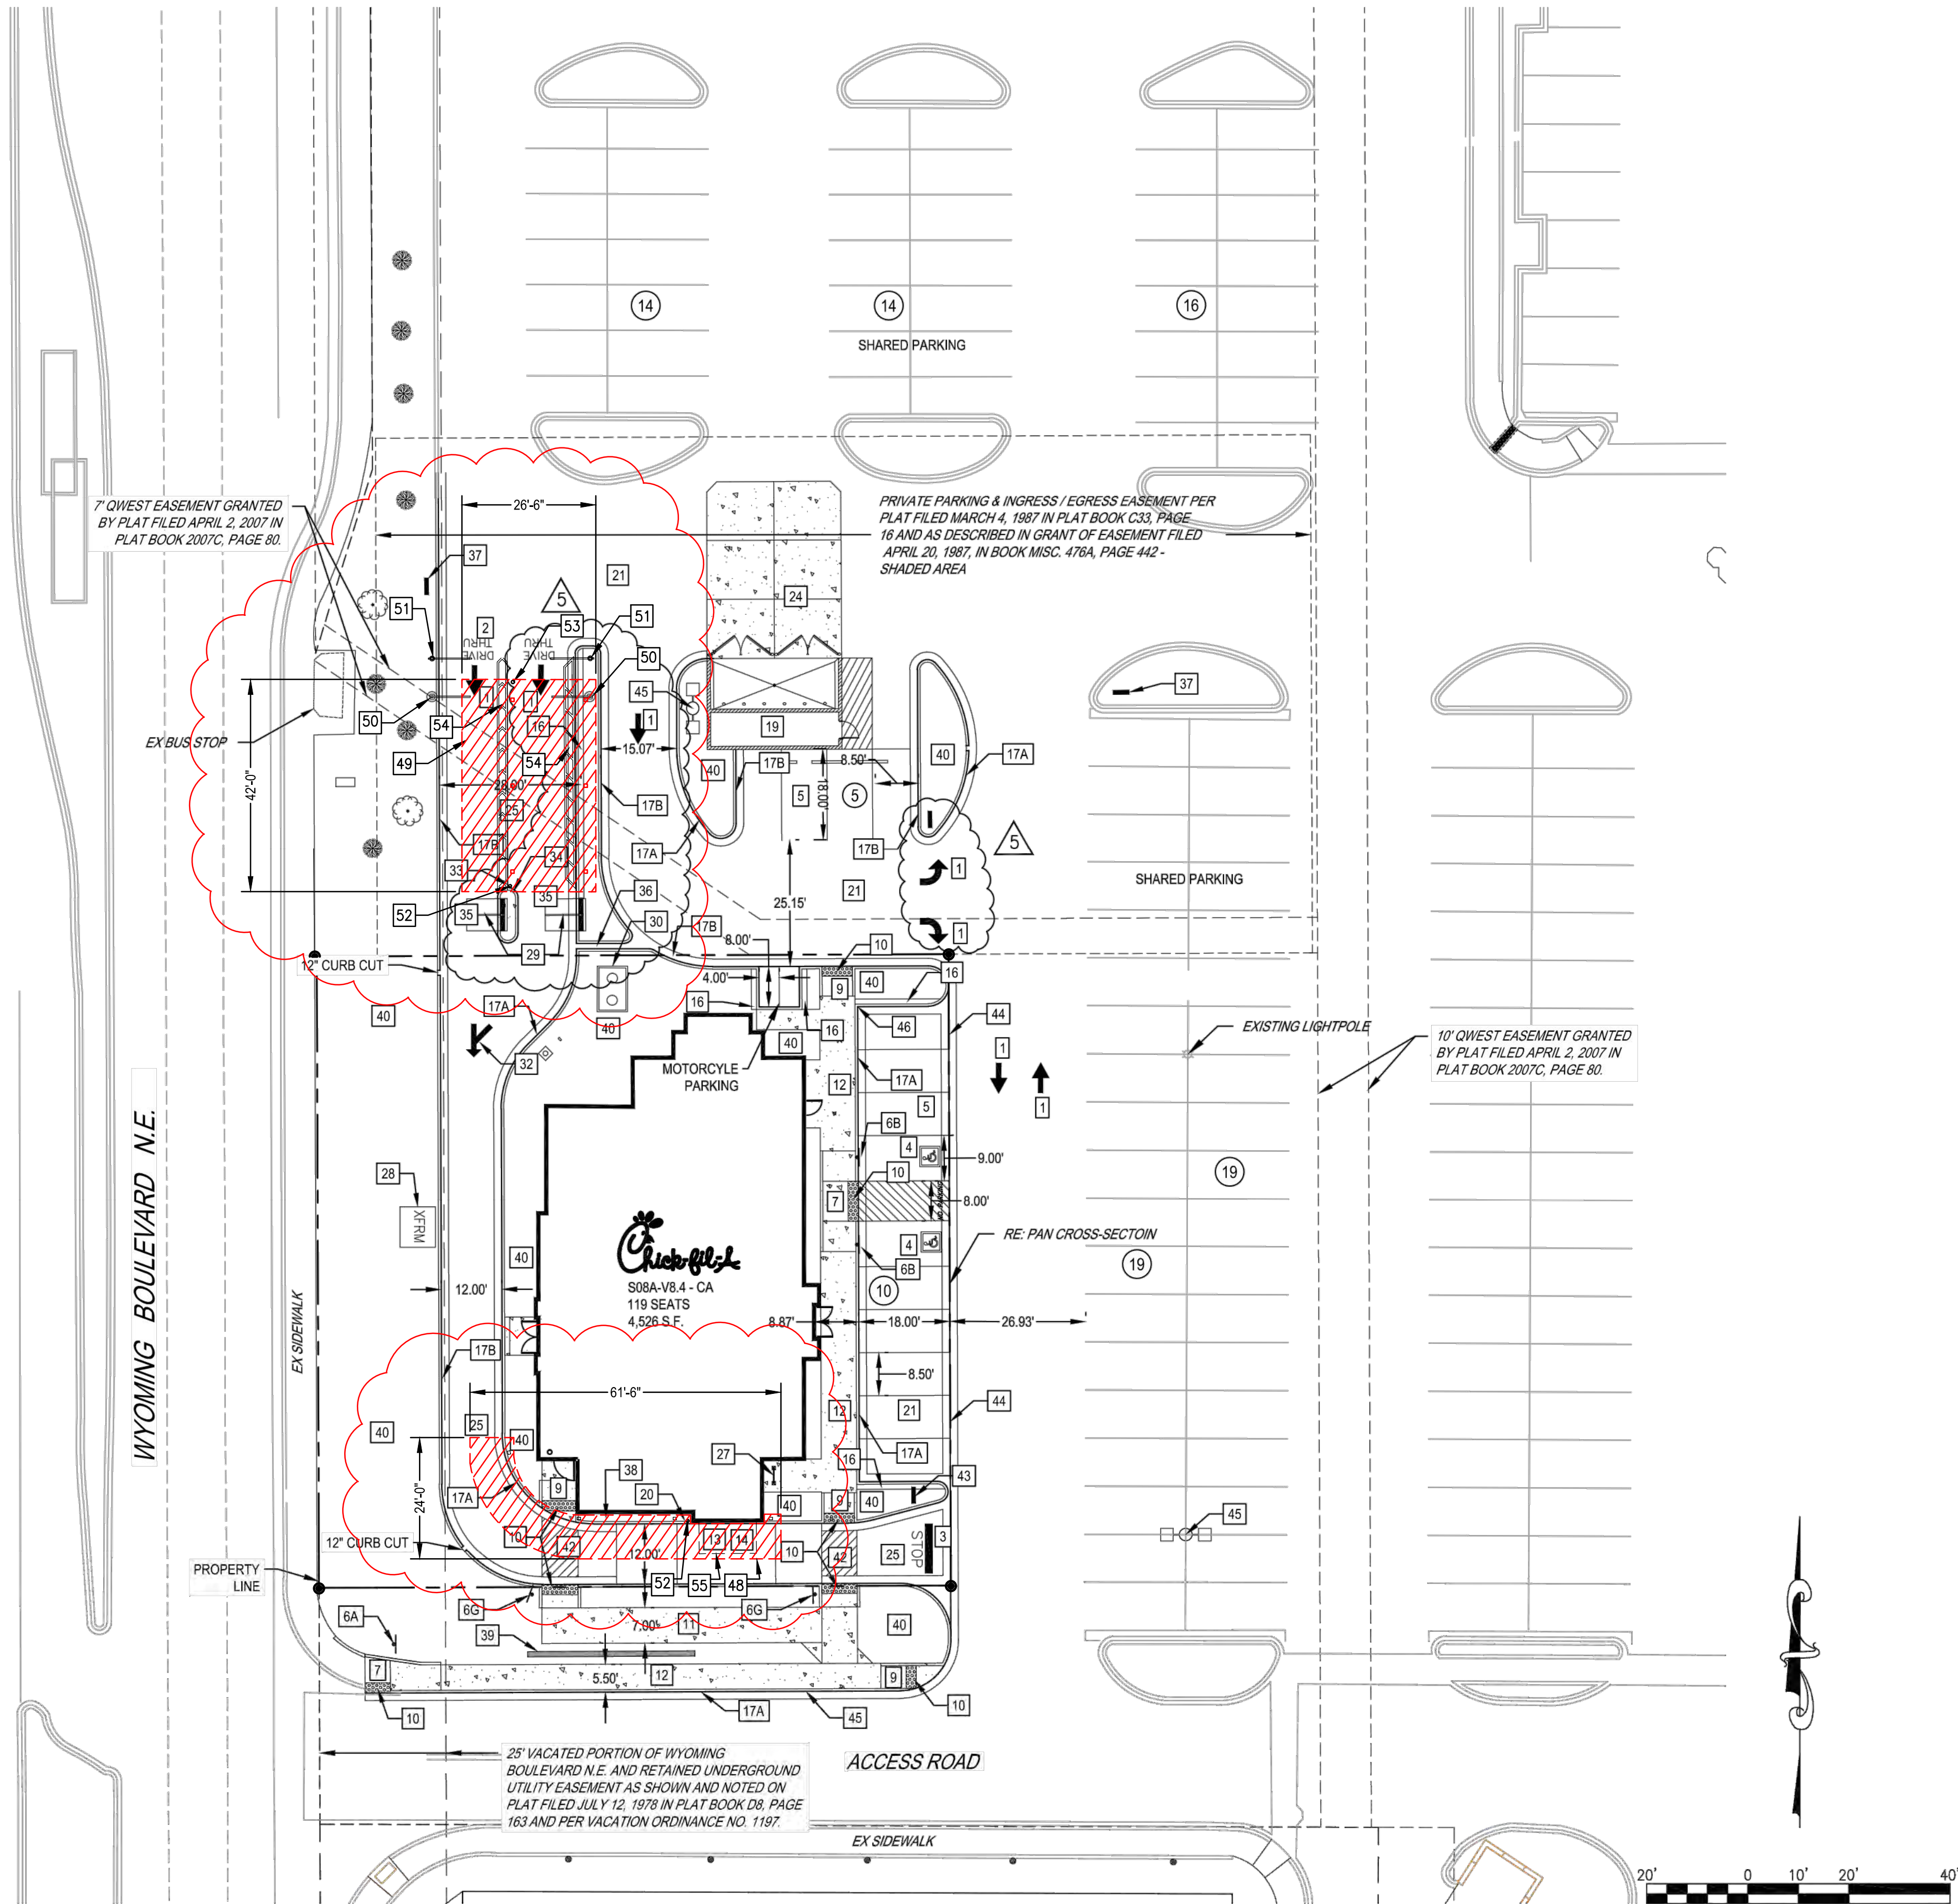 14
14
16
SHARED PARKING
7' QWEST EASEMENT GRANTED
BY PLAT FILED APRIL 2, 2007 IN
PLAT BOOK 2007C, PAGE 80.
26'-6"
PRIVATE PARKING & INGRESS / EGRESS EASEMENT PER
PLAT FILED MARCH 4, 1987 IN PLAT BOOK C33, PAGE
16 AND AS DESCRIBED IN GRANT OF EASEMENT FILED
APRIL 20, 1987, IN BOOK MISC. 476A, PAGE 442 -
SHADED AREA
37
21
5
24
51
2
53
51
DRIVE
THRU
DRIVE
THRU
50
45
37
1
1
1
50
54
16
19
40
17A
EX BUS STOP
49
54
15.07'
40
17B
8.50'
42'-0"
26.00'
25
17B
5
5
18.00'
17B
33
34
17A
17B
5
1
SHARED PARKING
52
35
35
36
21
25.15'
30
17B
8.00'
1
29
10
12" CURB CUT
4.00'
9
40
16
40
17A
40
16
16
46
44
EXISTING LIGHTPOLE
10' QWEST EASEMENT GRANTED
BY PLAT FILED APRIL 2, 2007 IN
PLAT BOOK 2007C, PAGE 80.
32
MOTORCYLE
PARKING
40
12
17A
1
1
5
6B
4
9.00'
WYOMING BOULEVARD N.E.
28
10
19
7
8.00'
NO PARKING
XFRM
Chick-fil-A
S08A-V8.4 - CA
119 SEATS
4,526 S.F.
40
4
6B
RE: PAN CROSS-SECTOIN
19
10
12.00'
EX SIDEWALK
8.87'
18.00'
26.93'
17B
61'-6"
8.50'
40
25
40
12
21
44
24'-0"
17A
9
38
20
27
16
17A
43
40
9
40
45
12" CURB CUT
10
42
12.00'
13
14
10
42
25
STOP
3
PROPERTY
LINE
52
55
48
6A
6G
6G
39
7.00'
11
40
7
5.50'
12
9
10
10
17A
45
25' VACATED PORTION OF WYOMING
BOULEVARD N.E. AND RETAINED UNDERGROUND
UTILITY EASEMENT AS SHOWN AND NOTED ON
PLAT FILED JULY 12, 1978 IN PLAT BOOK D8, PAGE
163 AND PER VACATION ORDINANCE NO. 1197.
ACCESS ROAD
EX SIDEWALK
20' 0 10' 20' 40'